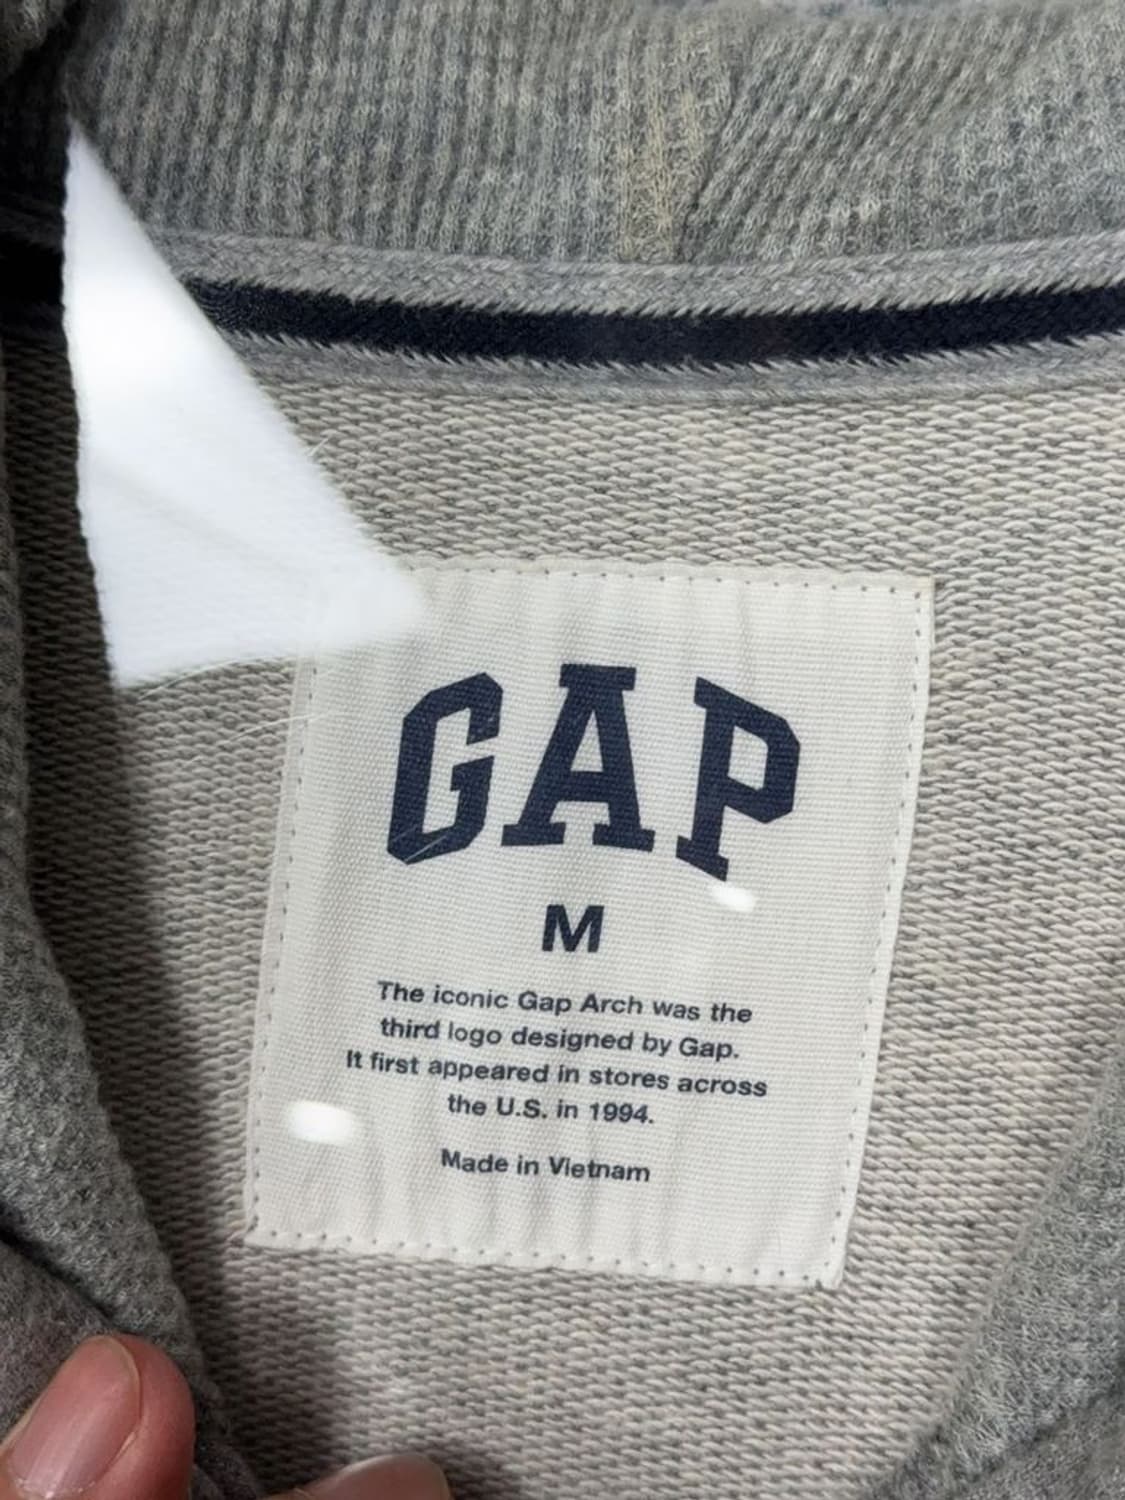 GAP
M
The iconic Gap Arch was the
third logo designed by Gap.
It first appeared in stores across
the U.S. in 1994.
Made in Vietnam